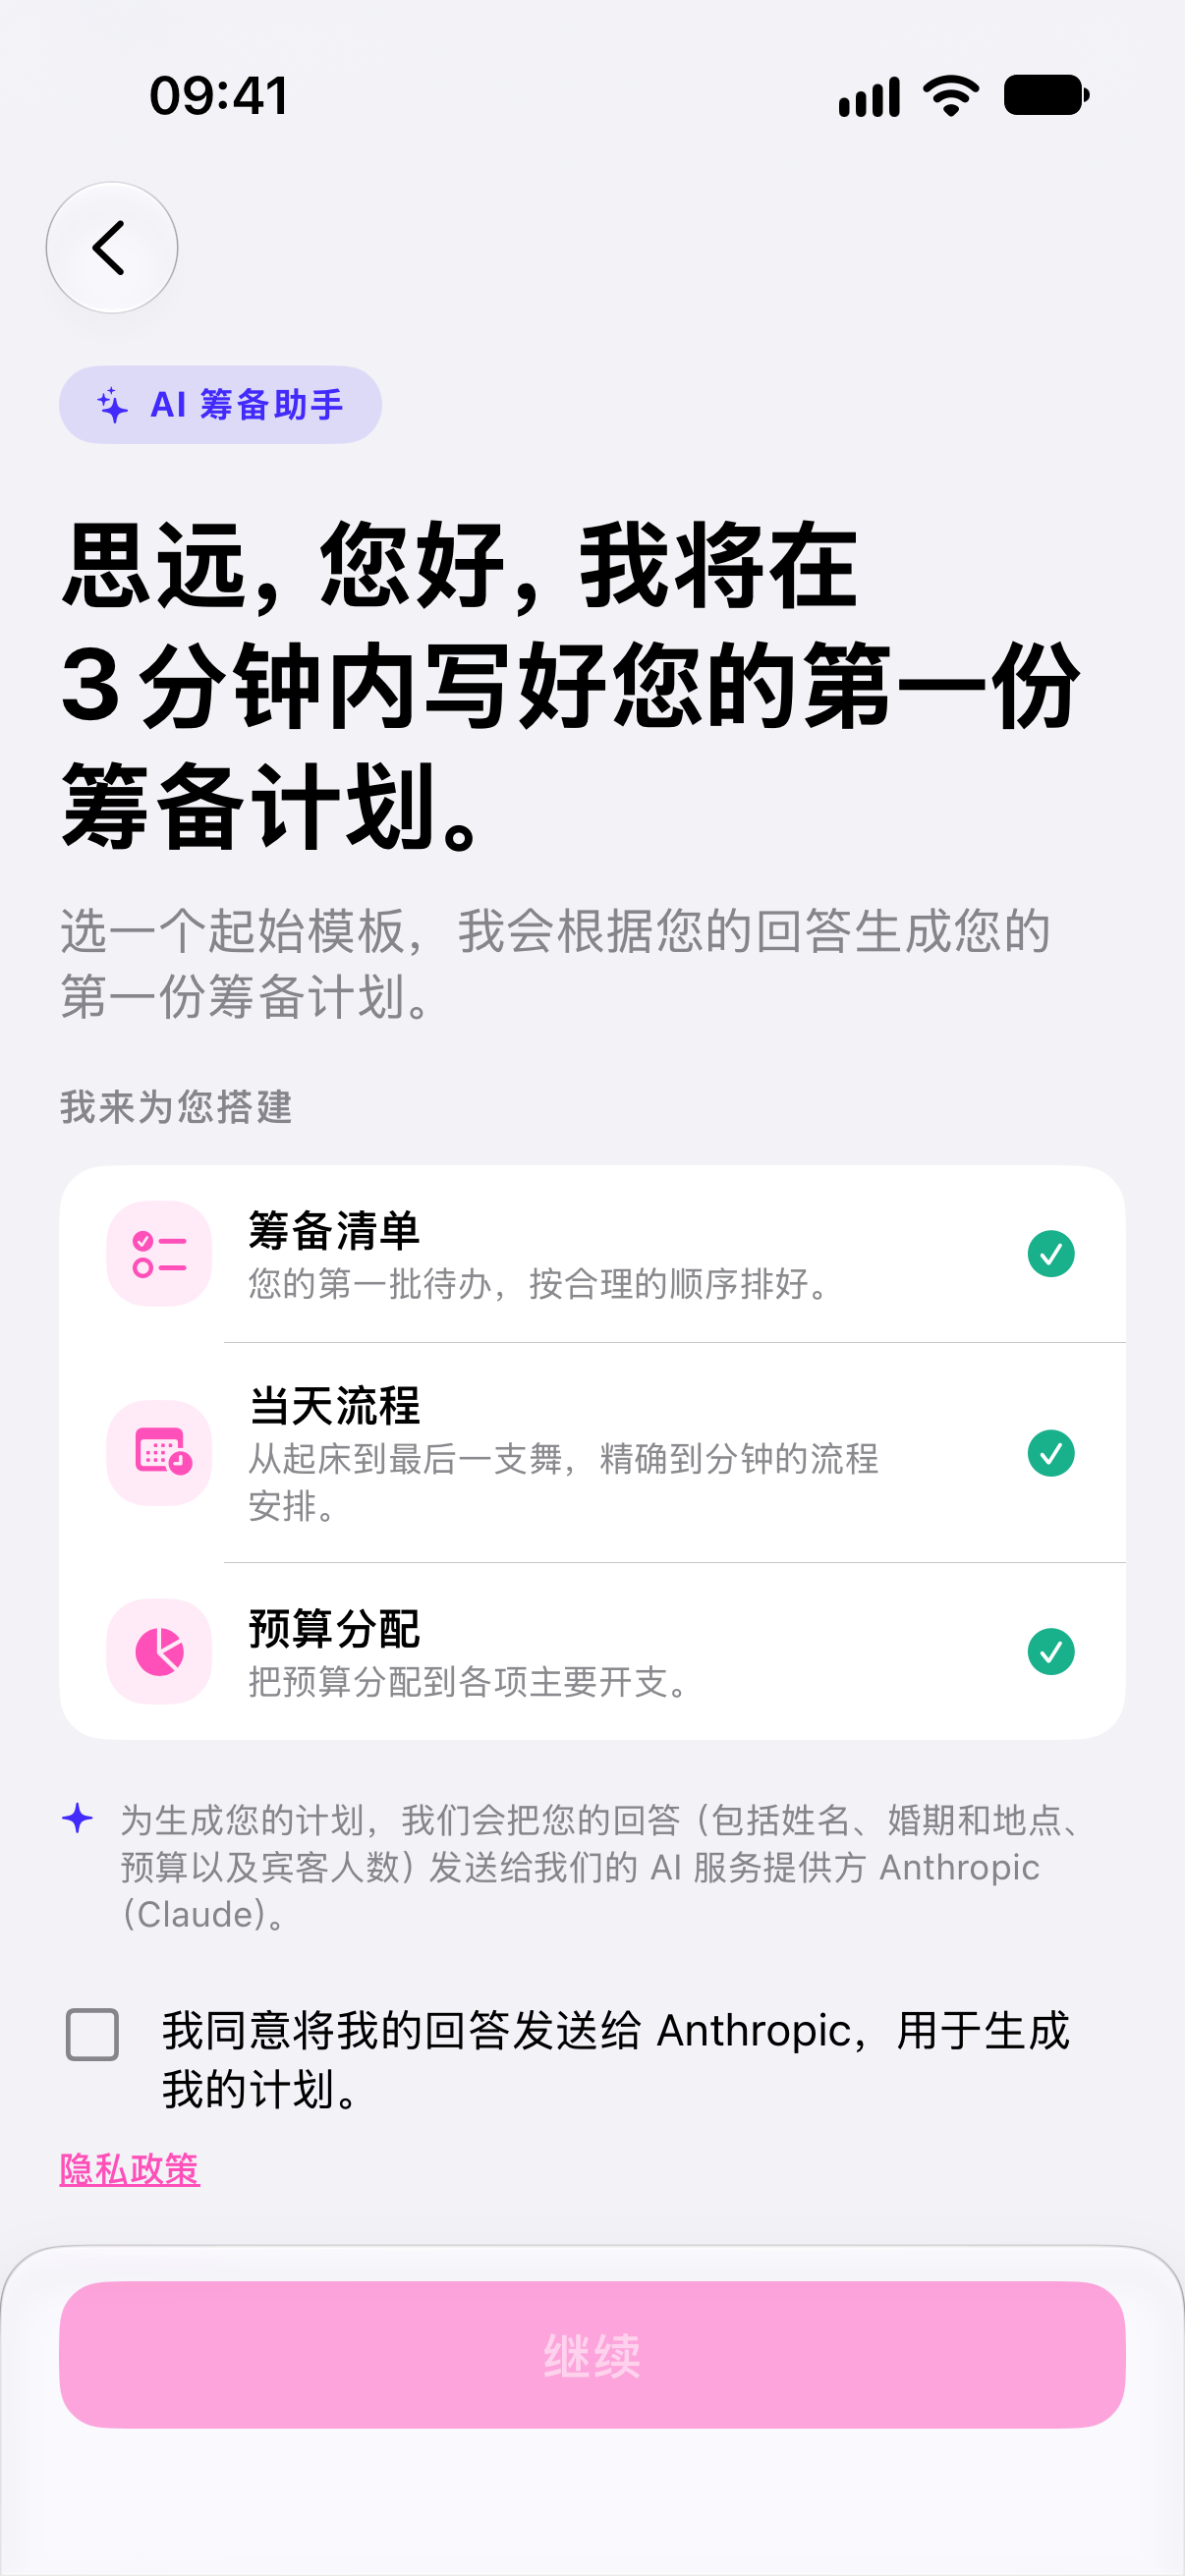 09:41
AI 筹备助手
思远，您好，我将在
3 分钟内写好您的第一份
筹备计划。
选一个起始模板，我会根据您的回答生成您的
第一份筹备计划。
我来为您搭建
筹备清单
您的第一批待办，按合理的顺序排好。
当天流程
从起床到最后一支舞，精确到分钟的流程
安排。
预算分配
把预算分配到各项主要开支。
为生成您的计划，我们会把您的回答（包括姓名、婚期和地点、
预算以及宾客人数）发送给我们的 AI 服务提供方 Anthropic
（Claude）。
我同意将我的回答发送给 Anthropic，用于生成
我的计划。
隐私政策
继续